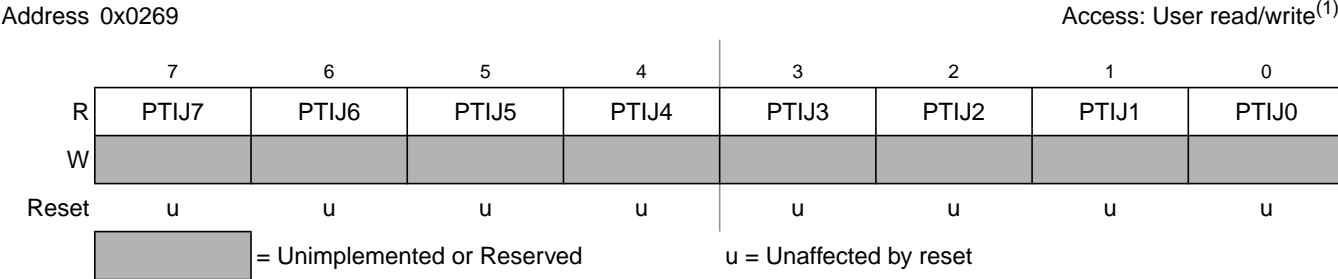 Address 0x0269 Access: User read/write(1)
7 6 5 4 3 2 1 0
R PTIJ7 PTIJ6 PTIJ5 PTIJ4 PTIJ3 PTIJ2 PTIJ1 PTIJ0
W
Reset u u u u u u u u
= Unimplemented or Reserved u = Unaffected by reset